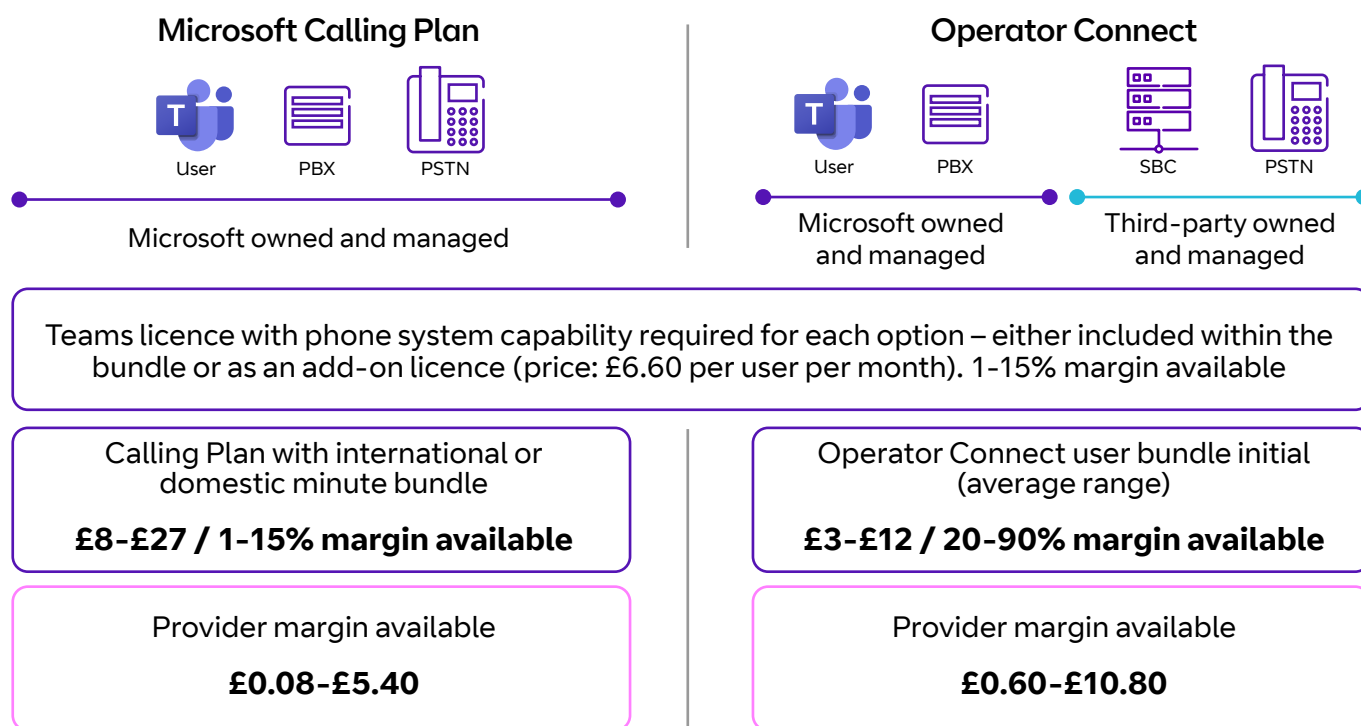 Microsoft Calling Plan
T
User
PBX
PSTN
Microsoft owned and managed
Operator Connect
T
User
PBX
SBC
PSTN
Microsoft owned
and managed
Third-party owned
and managed
Teams licence with phone system capability required for each option – either included within the
bundle or as an add-on licence (price: £6.60 per user per month). 1-15% margin available
Calling Plan with international or
domestic minute bundle
£8-£27 / 1-15% margin available
Operator Connect user bundle initial
(average range)
£3-£12 / 20-90% margin available
Provider margin available
£0.08-£5.40
Provider margin available
£0.60-£10.80